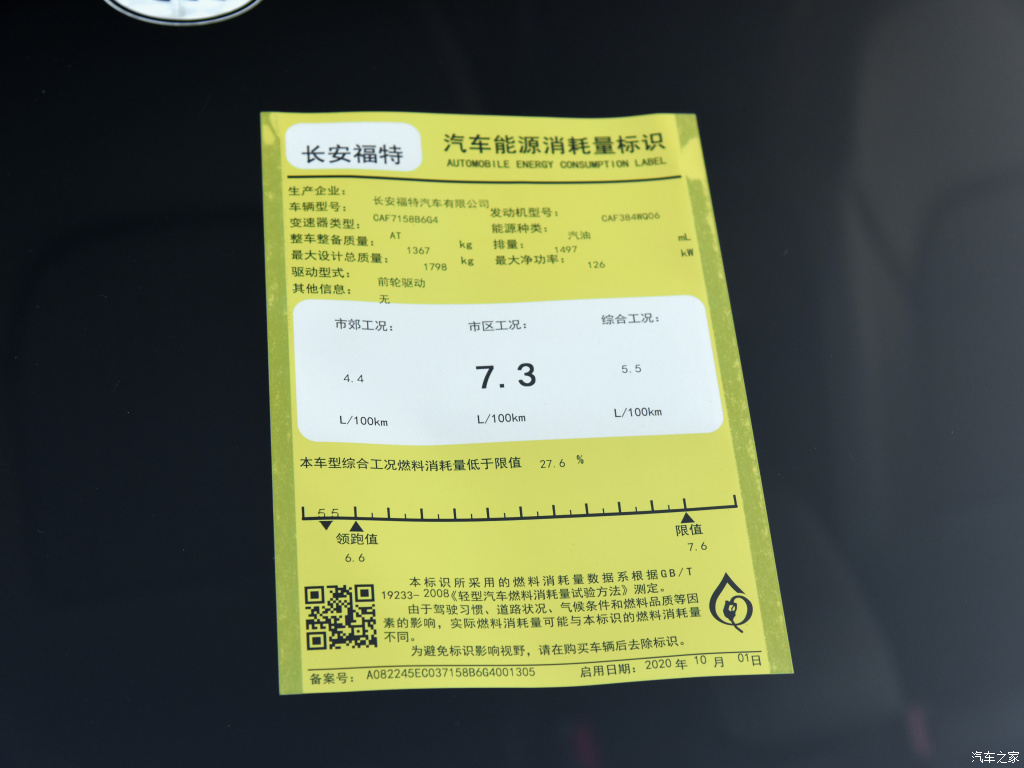 长安福特
汽车能源消耗量标识
AUTOMOBILE ENERGY CONSUMPTION LABEL
生产企业： 长安福特汽车有限公司
车辆型号： CAF7158B6G4 发动机型号： CAF384WQ06
变速器类型： AT 能源种类： 汽油
整车整备质量： 1367 kg 排量： 1497 mL
最大设计总质量： 1798 kg 最大净功率： 126 kW
驱动型式： 前轮驱动
其他信息： 无
市郊工况： 市区工况： 综合工况：
4.4 7.3 5.5
L/100km L/100km L/100km
本车型综合工况燃料消耗量低于限值 27.6 %
5.5
领跑值 限值
6.6 7.6
本标识所采用的燃料消耗量数据系根据GB/T
19233-2008《轻型汽车燃料消耗量试验方法》测定。
由于驾驶习惯、道路状况、气候条件和燃料品质等因
素的影响，实际燃料消耗量可能与本标识的燃料消耗量
不同。
为避免标识影响视野，请在购买车辆后去除标识。
备案号： A082245EC037158B6G4001305 启用日期：2020 年 10 月 01日
汽车之家